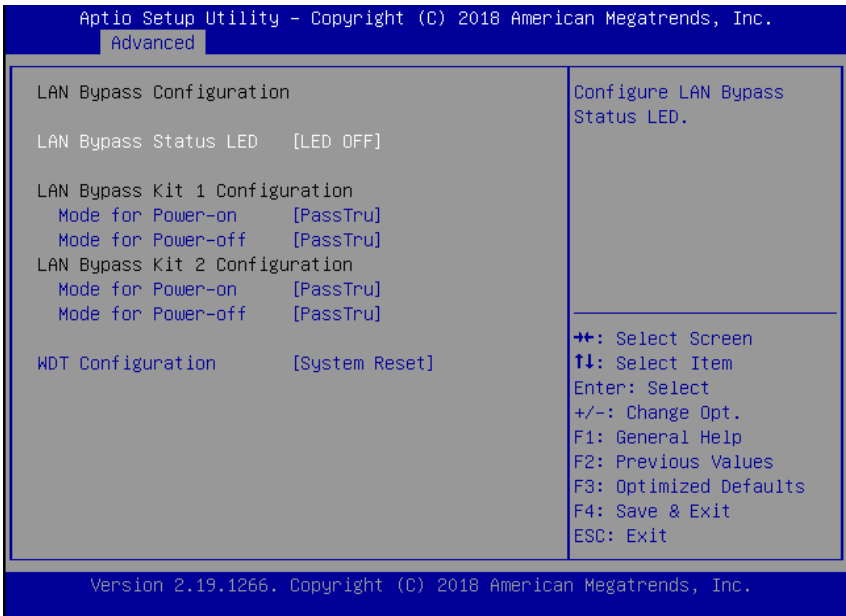 Aptio Setup Utility – Copyright (C) 2018 American Megatrends, Inc.
Advanced
LAN Bypass Configuration
LAN Bypass Status LED [LED OFF]
LAN Bypass Kit 1 Configuration
Mode for Power-on [PassTru]
Mode for Power-off [PassTru]
LAN Bypass Kit 2 Configuration
Mode for Power-on [PassTru]
Mode for Power-off [PassTru]
WDT Configuration [System Reset]
Configure LAN Bypass
Status LED.
→←: Select Screen
↑↓: Select Item
Enter: Select
+/-: Change Opt.
F1: General Help
F2: Previous Values
F3: Optimized Defaults
F4: Save & Exit
ESC: Exit
Version 2.19.1266. Copyright (C) 2018 American Megatrends, Inc.